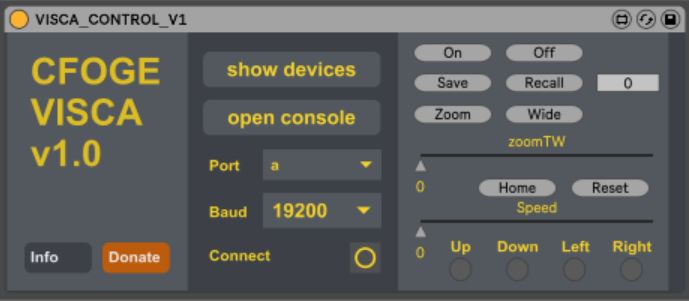 VISCA_CONTROL_V1
CFOGE
VISCA
v1.0
Info
Donate
show devices
open console
Port
a
Baud
19200
Connect
On
Off
Save
Recall
0
Zoom
Wide
zoomTW
0
Home
Reset
Speed
0
Up
Down
Left
Right